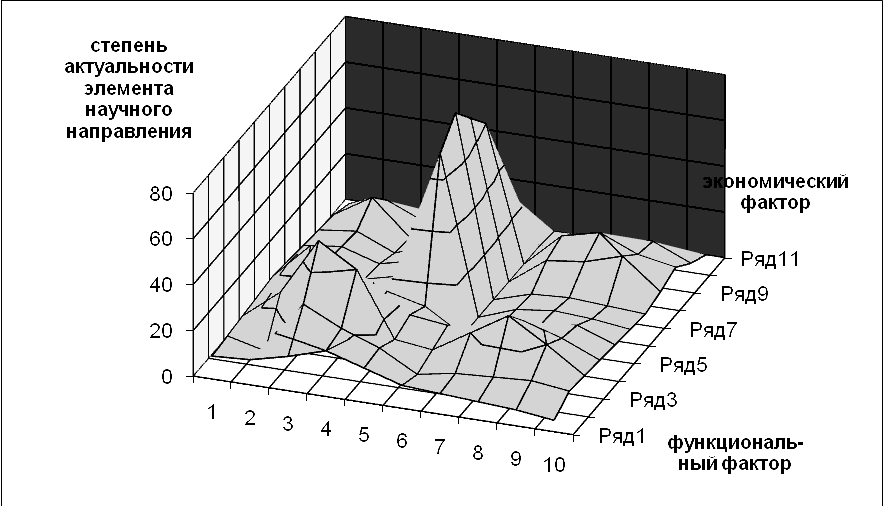 степень
актуальности
элемента
научного
направления
80
60
40
20
0
1
2
3
4
5
6
7
8
9
10
экономический
фактор
Ряд11
Ряд9
Ряд7
Ряд5
Ряд3
Ряд1
функциональ-
ный фактор